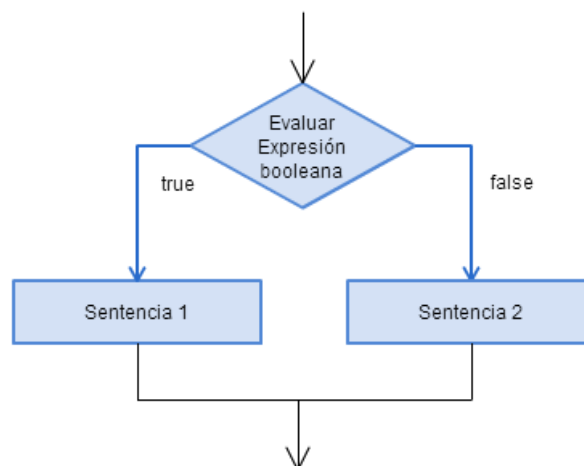 Evaluar
Expresión
booleana
true
false
Sentencia 1
Sentencia 2